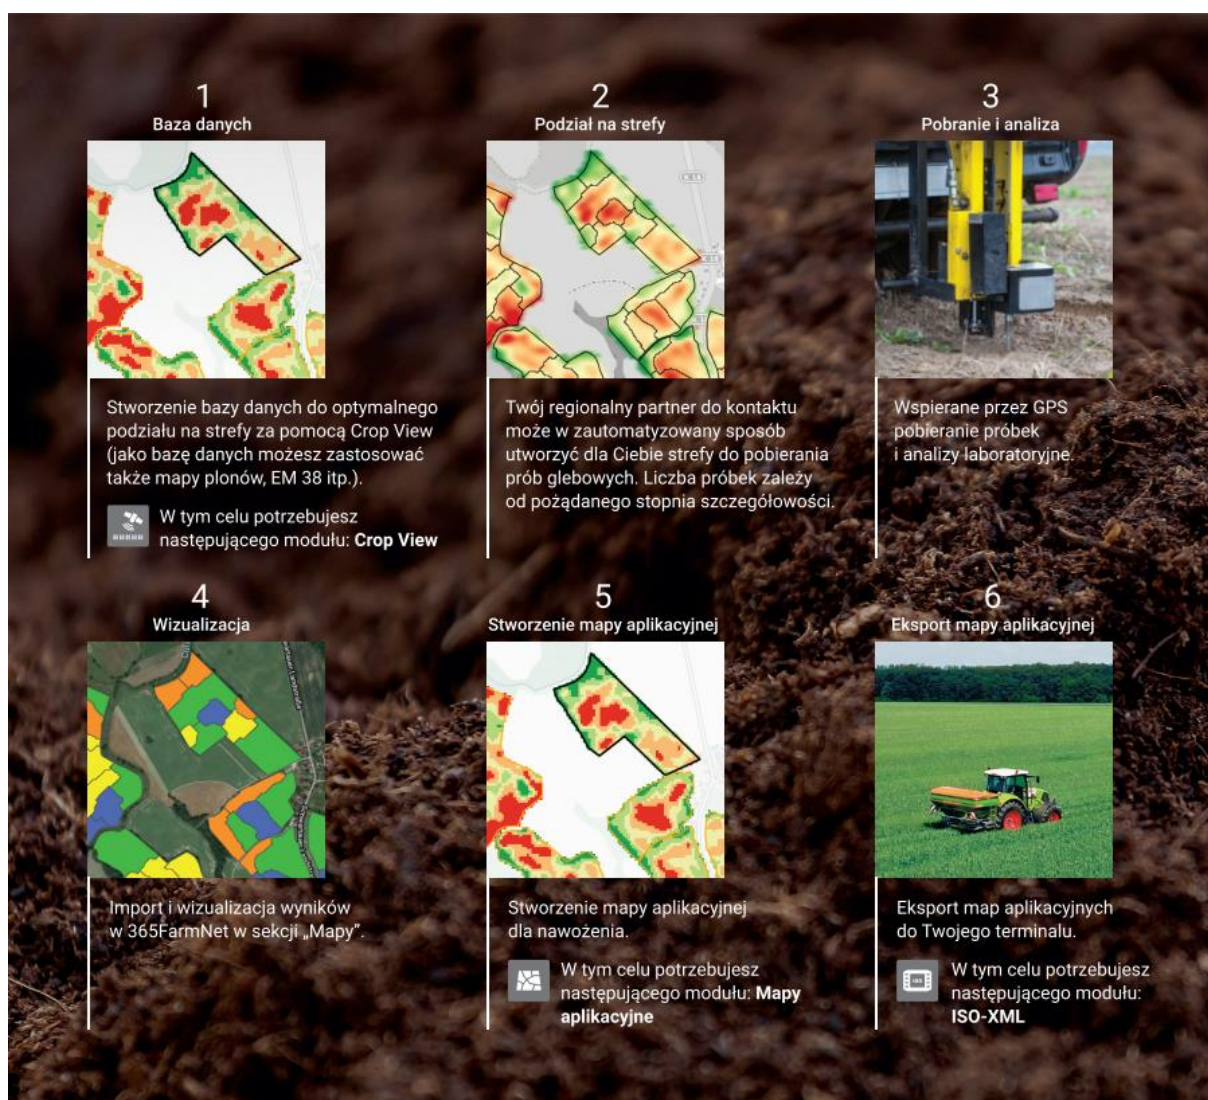 1
Baza danych
Stworzenie bazy danych do optymalnego
podziału na strefy za pomocą Crop View
(jako bazę danych możesz zastosować
także mapy plonów, EM 38 itp.).
W tym celu potrzebujesz
następującego modułu: Crop View
2
Podział na strefy
Twój regionalny partner do kontaktu
może w zautomatyzowany sposób
utworzyć dla Ciebie strefy do pobierania
prób glebowych. Liczba próbek zależy
od pożądanego stopnia szczegółowości.
3
Pobranie i analiza
Wspierane przez GPS
pobieranie próbek
i analizy laboratoryjne.
4
Wizualizacja
Import i wizualizacja wyników
w 365FarmNet w sekcji „Mapy”.
5
Stworzenie mapy aplikacyjnej
Stworzenie mapy aplikacyjnej
dla nawożenia.
W tym celu potrzebujesz
następującego modułu: Mapy
aplikacyjne
6
Eksport mapy aplikacyjnej
Eksport map aplikacyjnych
do Twojego terminalu.
ISO
W tym celu potrzebujesz
następującego modułu:
ISO-XML